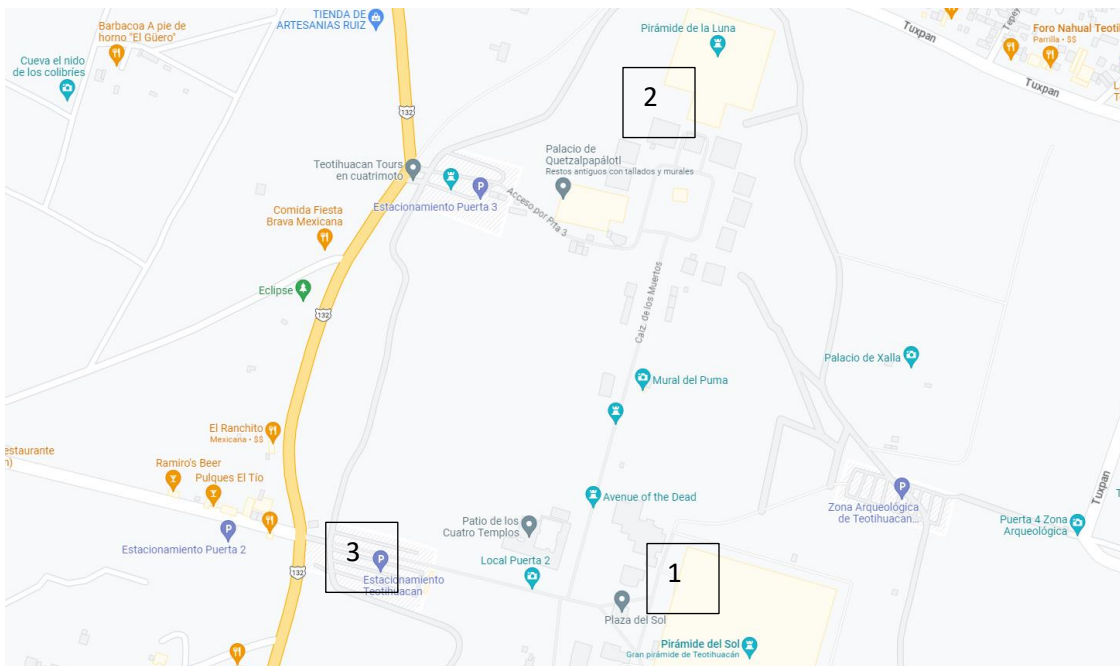 TIENDA DE
ARTESANIAS RUIZ
Barbacoa A pie de
horno "El Güero"
Cueva el nido
de los colibríes
132
Pirámide de la Luna
Tuxpan
Foro Nahual Teotil
Parrilla • $$
Tuxpan
2
Palacio de
Quetzalpapálotl
Restos antiguos con tallados y murales
Teotihuacan Tours
en cuatrimoto
P
Estacionamiento Puerta 3
Acceso por Prta 3
Comida Fiesta
Brava Mexicana
Eclipse
132
Calz. de los Muertos
Palacio de Xalla
Mural del Puma
El Ranchito
Mexicana • $$
estaurante
n)
Ramiro's Beer
Pulques El Tío
Avenue of the Dead
P
Zona Arqueológica
de Teotihuacan...
Tuxpan
Puerta 4 Zona
Arqueológica
P
Estacionamiento Puerta 2
Patio de los
Cuatro Templos
3
P
Estacionamiento
Teotihuacan
Local Puerta 2
132
1
Plaza del Sol
Pirámide del Sol
Gran pirámide de Teotihuacán